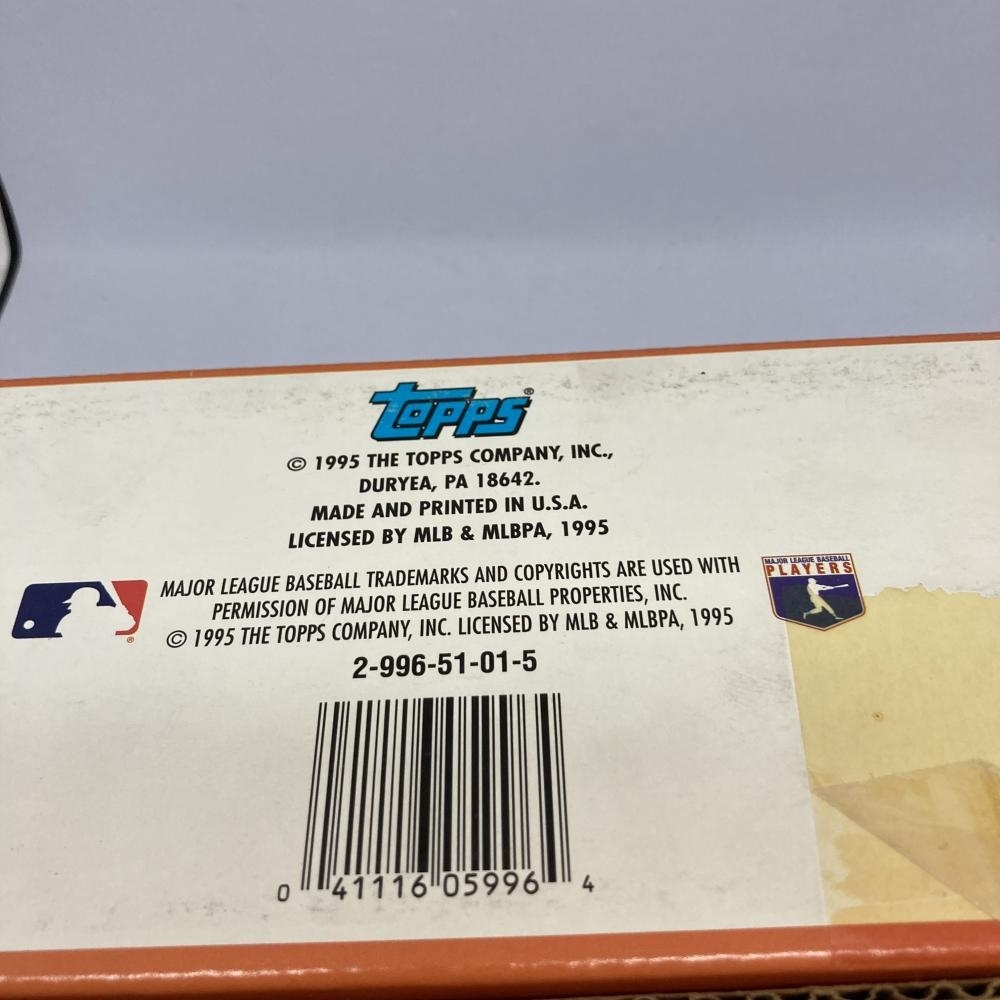 topps®
© 1995 THE TOPPS COMPANY, INC.,
DURYEA, PA 18642.
MADE AND PRINTED IN U.S.A.
LICENSED BY MLB & MLBPA, 1995
MAJOR LEAGUE BASEBALL TRADEMARKS AND COPYRIGHTS ARE USED WITH
PERMISSION OF MAJOR LEAGUE BASEBALL PROPERTIES, INC.
© 1995 THE TOPPS COMPANY, INC. LICENSED BY MLB & MLBPA, 1995
®
MAJOR LEAGUE BASEBALL
PLAYERS
2-996-51-01-5
0 41116 05996 4